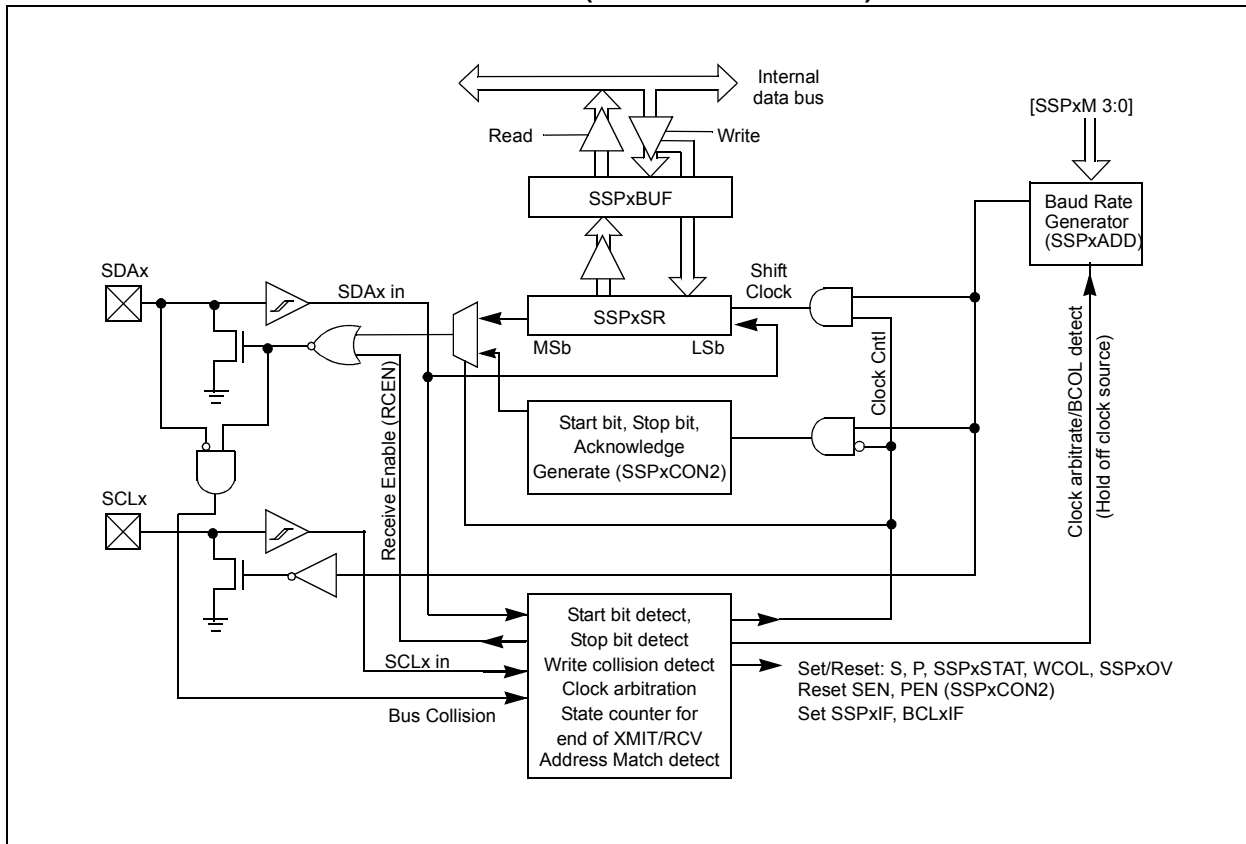 Internal
data bus
[SSPxM 3:0]
Read
Write
SSPxBUF
Baud Rate
Generator
(SSPxADD)
SDAx
SDAx in
Shift
Clock
SSPxSR
MSb
LSb
Clock Cntl
Receive Enable (RCEN)
Start bit, Stop bit,
Acknowledge
Generate (SSPxCON2)
Clock arbitrate/BCOL detect
(Hold off clock source)
SCLx
SCLx in
Bus Collision
Start bit detect,
Stop bit detect
Write collision detect
Clock arbitration
State counter for
end of XMIT/RCV
Address Match detect
Set/Reset: S, P, SSPxSTAT, WCOL, SSPxOV
Reset SEN, PEN (SSPxCON2)
Set SSPxIF, BCLxIF